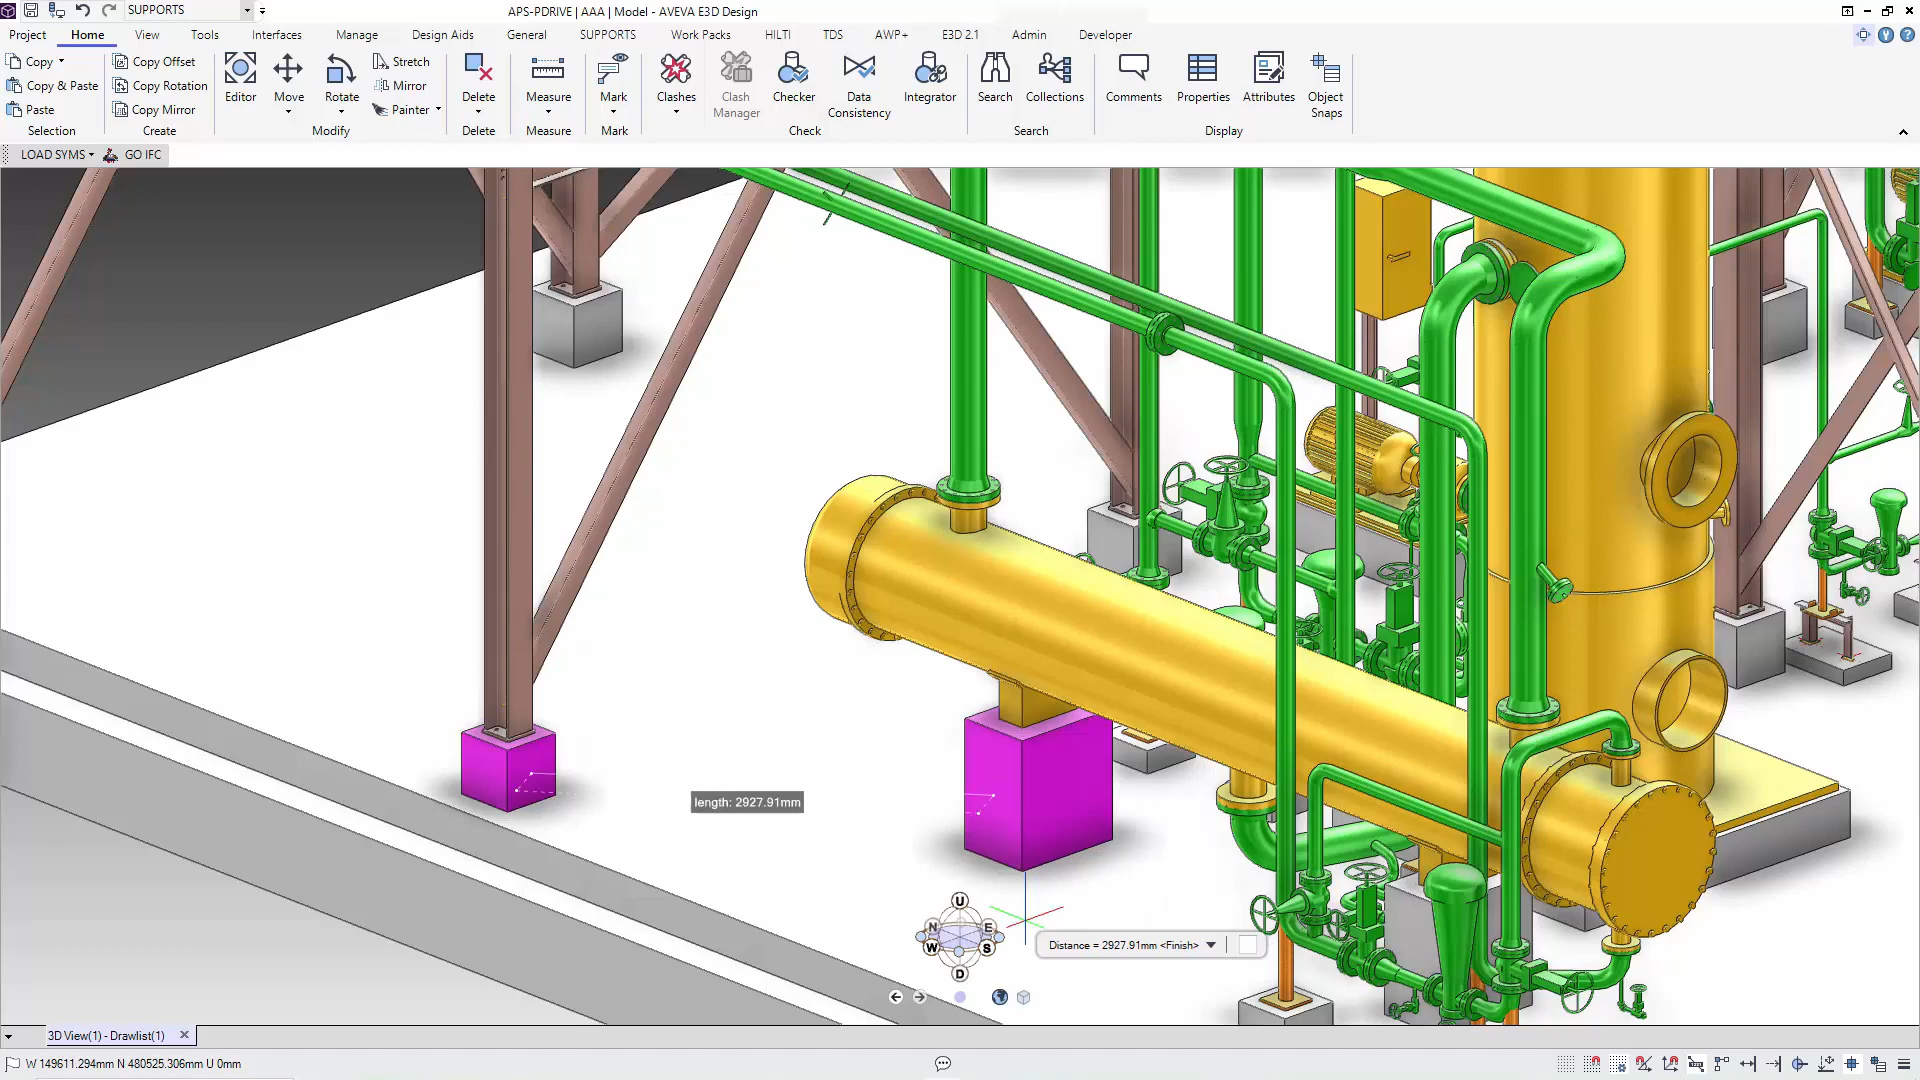 SUPPORTS
APS-PDRIVE | AAA | Model - AVEVA E3D Design
Project Home View Tools Interfaces Manage Design Aids General SUPPORTS Work Packs HILTI TDS AWP+ E3D 2.1 Admin Developer
Copy
Copy & Paste
Paste
Selection
Copy Offset
Copy Rotation
Copy Mirror
Create
Editor
Move
Rotate
Stretch
Mirror
Painter
Modify
Delete
Delete
Measure
Measure
Mark
Mark
Clashes
Clash
Manager
Checker
Data
Consistency
Integrator
Check
Search
Collections
Search
Comments
Properties
Attributes
Object
Snaps
Display
LOAD SYMS GO IFC
length: 2927.91mm
U
N E
W S
D
Distance = 2927.91mm <Finish>
3D View(1) - Drawlist(1)
W 149611.294mm N 480525.306mm U 0mm